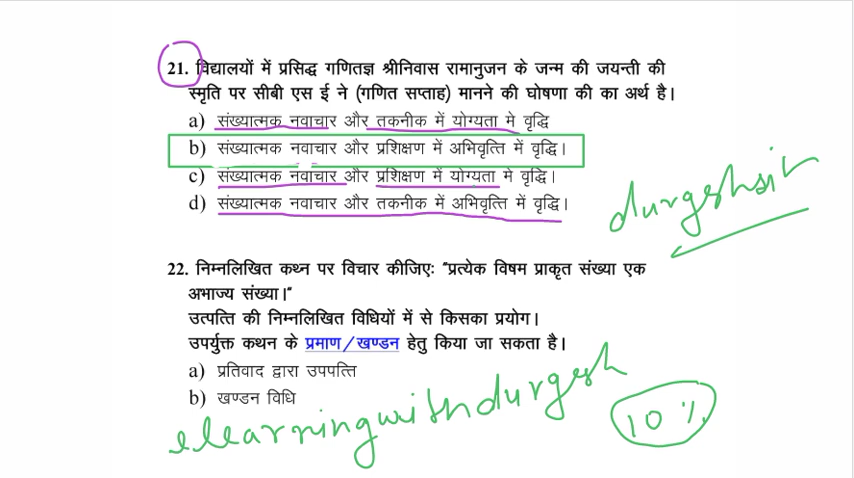 21. विद्यालयों में प्रसिद्ध गणितज्ञ श्रीनिवास रामानुजन के जन्म की जयन्ती की
स्मृति पर सीबी एस ई ने (गणित सप्ताह) मानने की घोषणा की का अर्थ है।
a) संख्यात्मक नवाचार और तकनीक में योग्यता मे वृद्धि
b) संख्यात्मक नवाचार और प्रशिक्षण में अभिवृत्ति में वृद्धि।
c) संख्यात्मक नवाचार और प्रशिक्षण में योग्यता मे वृद्धि।
d) संख्यात्मक नवाचार और तकनीक में अभिवृत्ति में वृद्धि।
22. निम्नलिखित कथ्न पर विचार कीजिएः "प्रत्येक विषम प्राकृत संख्या एक
अभाज्य संख्या।"
उत्पत्ति की निम्नलिखित विधियों में से किसका प्रयोग।
उपर्युक्त कथन के प्रमाण/खण्डन हेतु किया जा सकता है।
a) प्रतिवाद द्वारा उपपत्ति
b) खण्डन विधि
elearningwithdurgesh
10 %